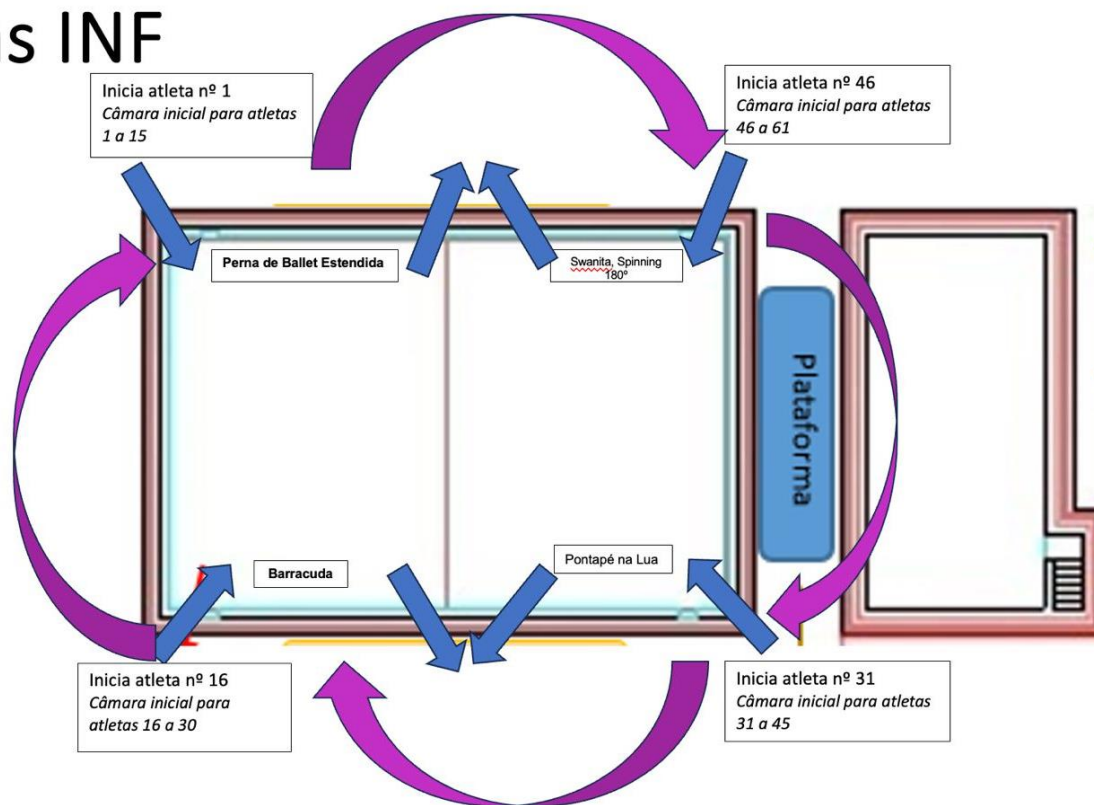 as INF
Inicia atleta nº 1
Câmara inicial para atletas
1 a 15
Inicia atleta nº 46
Câmara inicial para atletas
46 a 61
Perna de Ballet Estendida
Swanita, Spinning
180º
Plataforma
Barracuda
Pontapé na Lua
Inicia atleta nº 16
Câmara inicial para
atletas 16 a 30
Inicia atleta nº 31
Câmara inicial para atletas
31 a 45